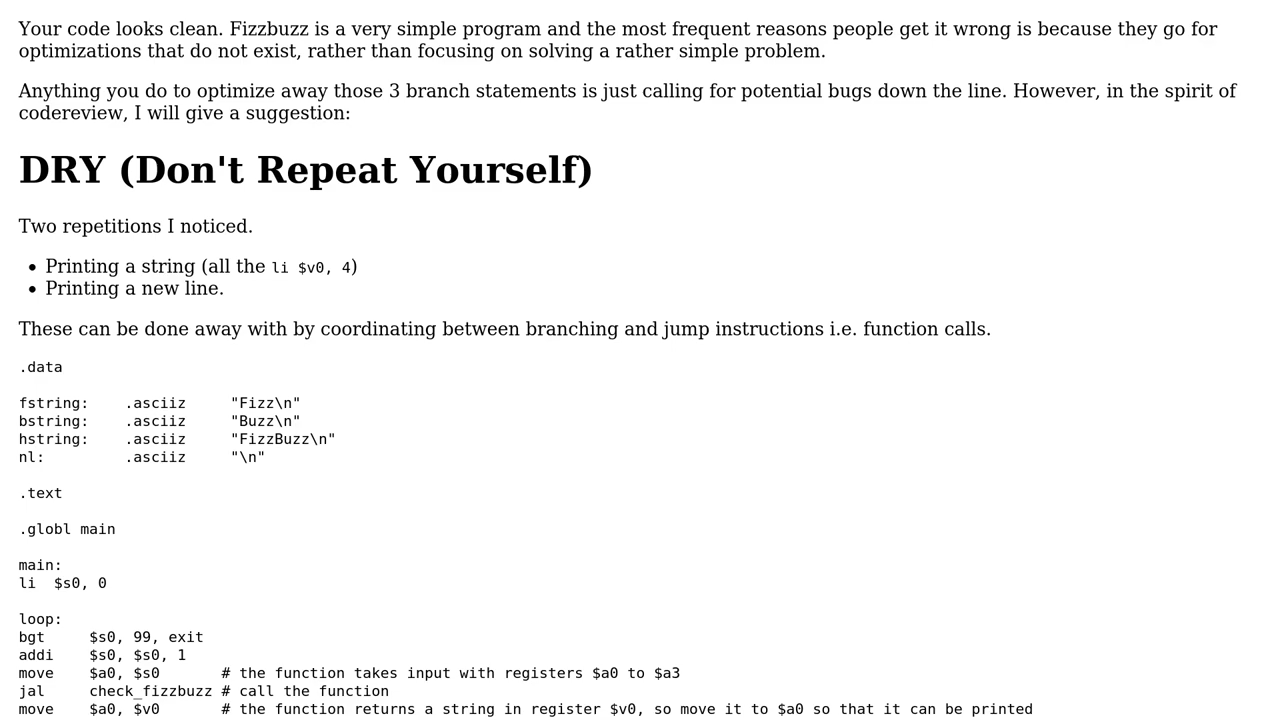 Your code looks clean. Fizzbuzz is a very simple program and the most frequent reasons people get it wrong is because they go for
optimizations that do not exist, rather than focusing on solving a rather simple problem.
Anything you do to optimize away those 3 branch statements is just calling for potential bugs down the line. However, in the spirit of
codereview, I will give a suggestion:
DRY (Don't Repeat Yourself)
Two repetitions I noticed.
• Printing a string (all the li $v0, 4)
• Printing a new line.
These can be done away with by coordinating between branching and jump instructions i.e. function calls.
.data
fstring:    .asciiz     "Fizz\n"
bstring:    .asciiz     "Buzz\n"
hstring:    .asciiz     "FizzBuzz\n"
nl:         .asciiz     "\n"
.text
.globl main
main:
li  $s0, 0
loop:
bgt     $s0, 99, exit
addi    $s0, $s0, 1
move    $a0, $s0       # the function takes input with registers $a0 to $a3
jal     check_fizzbuzz # call the function
move    $a0, $v0       # the function returns a string in register $v0, so move it to $a0 so that it can be printed